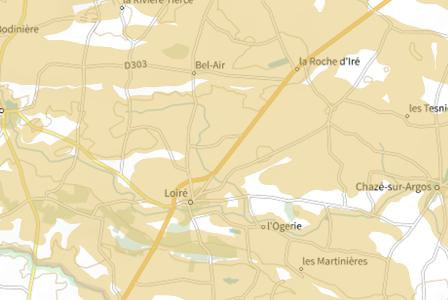 la Rivière Tierce
Bodinière
D303
Bel-Air
la Roche d'Iré
les Tesni
Loiré
Chazé-sur-Argos
l'Ogerie
les Martinières